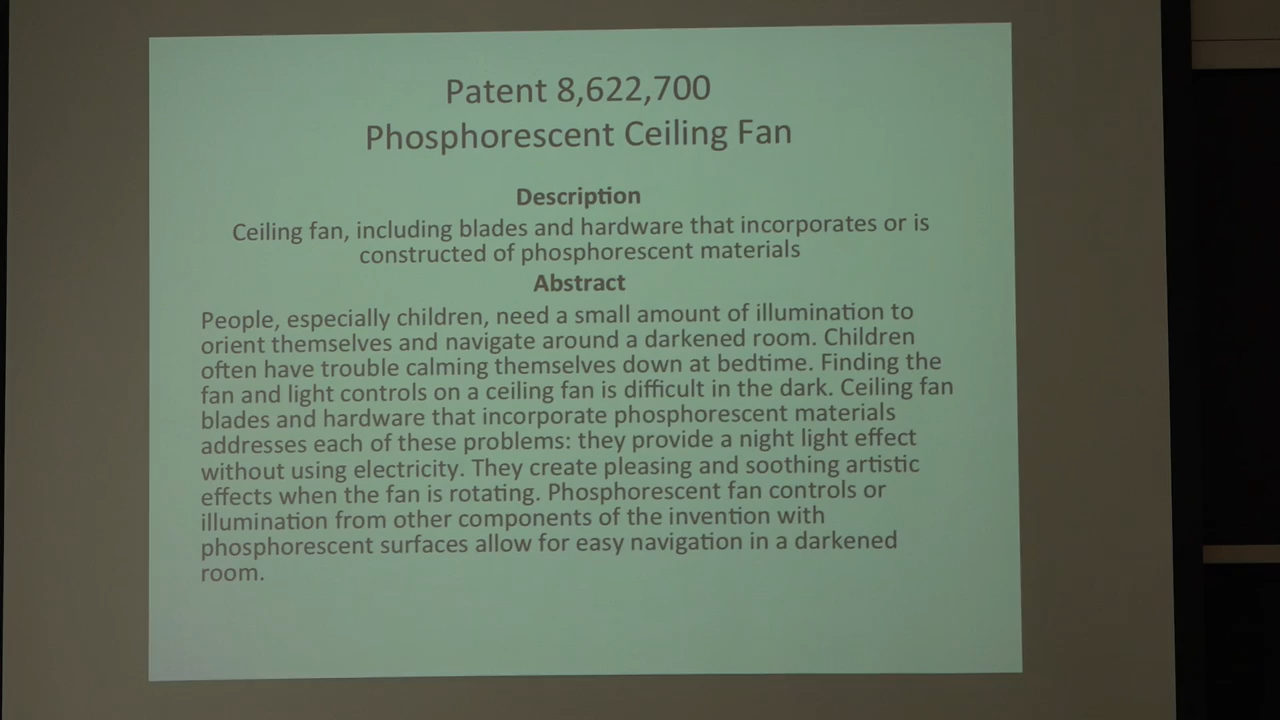 Patent 8,622,700
Phosphorescent Ceiling Fan
Description
Ceiling fan, including blades and hardware that incorporates or is
constructed of phosphorescent materials
Abstract
People, especially children, need a small amount of illumination to
orient themselves and navigate around a darkened room. Children
often have trouble calming themselves down at bedtime. Finding the
fan and light controls on a ceiling fan is difficult in the dark. Ceiling fan
blades and hardware that incorporate phosphorescent materials
addresses each of these problems: they provide a night light effect
without using electricity. They create pleasing and soothing artistic
effects when the fan is rotating. Phosphorescent fan controls or
illumination from other components of the invention with
phosphorescent surfaces allow for easy navigation in a darkened
room.